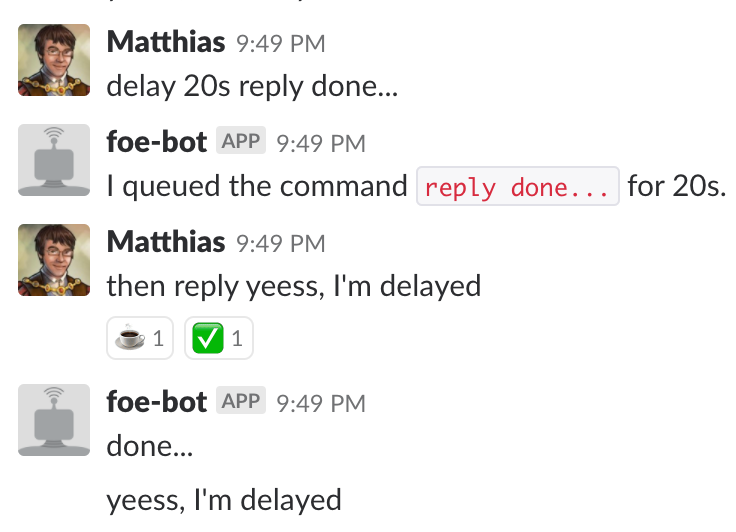 Matthias 9:49 PM
delay 20s reply done...
foe-bot APP 9:49 PM
I queued the command reply done... for 20s.
Matthias 9:49 PM
then reply yeess, I'm delayed
1 1
foe-bot APP 9:49 PM
done...
yeess, I'm delayed